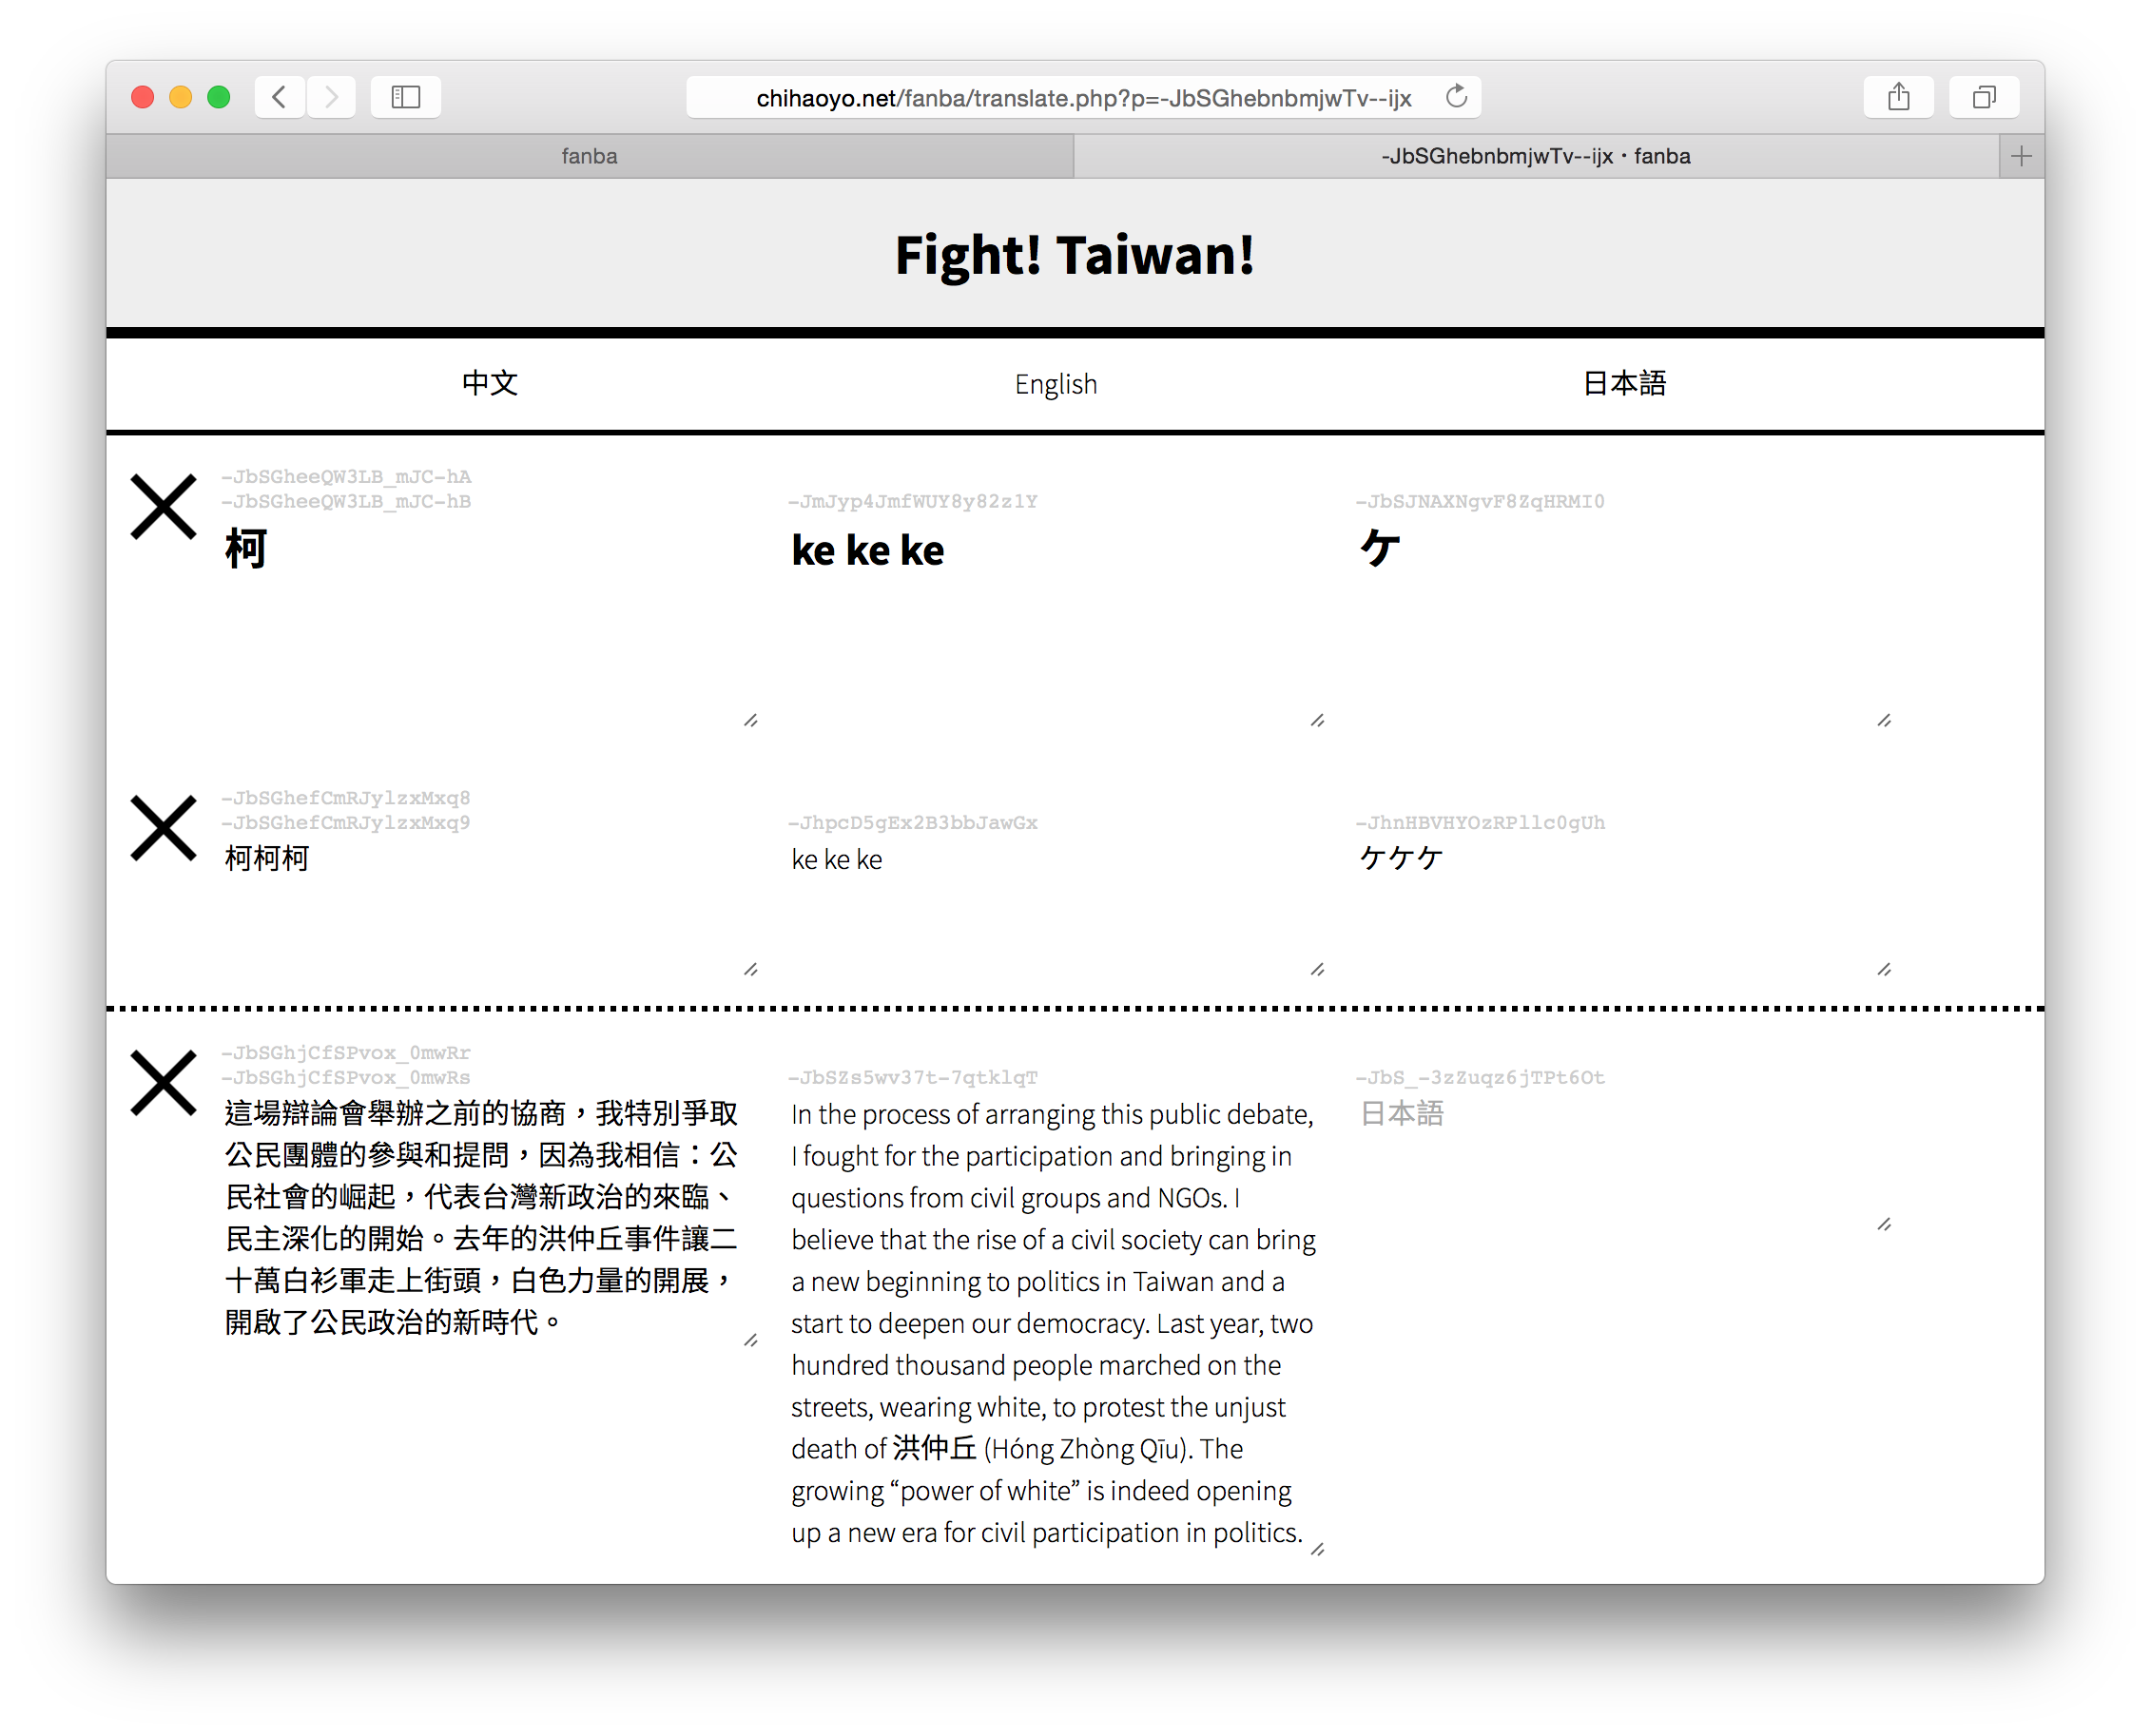 chihaoyo.net/fanba/translate.php?p=-JbSGhebnbmjwTv--ijx
fanba
-JbSGhebnbmjwTv--ijx · fanba
Fight! Taiwan!
中文
English
日本語
-JbSGheeQW3LB_mJC-hA
-JbSGheeQW3LB_mJC-hB
柯
-JmJyp4JmfWUY8y82z1Y
ke ke ke
-JbSJNAXNgvF8ZqHRMI0
ケ
-JbSGhefCmRJylzxMxq8
-JbSGhefCmRJylzxMxq9
柯柯柯
-JhpcD5gEx2B3bbJawGx
ke ke ke
-JhnHBVHYOzRPllc0gUh
ケケケ
-JbSGhjCfSPvox_0mwRr
-JbSGhjCfSPvox_0mwRs
這場辯論會舉辦之前的協商，我特別爭取
公民團體的參與和提問，因為我相信：公
民社會的崛起，代表台灣新政治的來臨、
民主深化的開始。去年的洪仲丘事件讓二
十萬白衫軍走上街頭，白色力量的開展，
開啟了公民政治的新時代。
-JbSZs5wv37t-7qtklqT
In the process of arranging this public debate,
I fought for the participation and bringing in
questions from civil groups and NGOs. I
believe that the rise of a civil society can bring
a new beginning to politics in Taiwan and a
start to deepen our democracy. Last year, two
hundred thousand people marched on the
streets, wearing white, to protest the unjust
death of 洪仲丘 (Hóng Zhòng Qīu). The
growing “power of white” is indeed opening
up a new era for civil participation in politics.
-JbS_-3zZuqz6jTPt6Ot
日本語